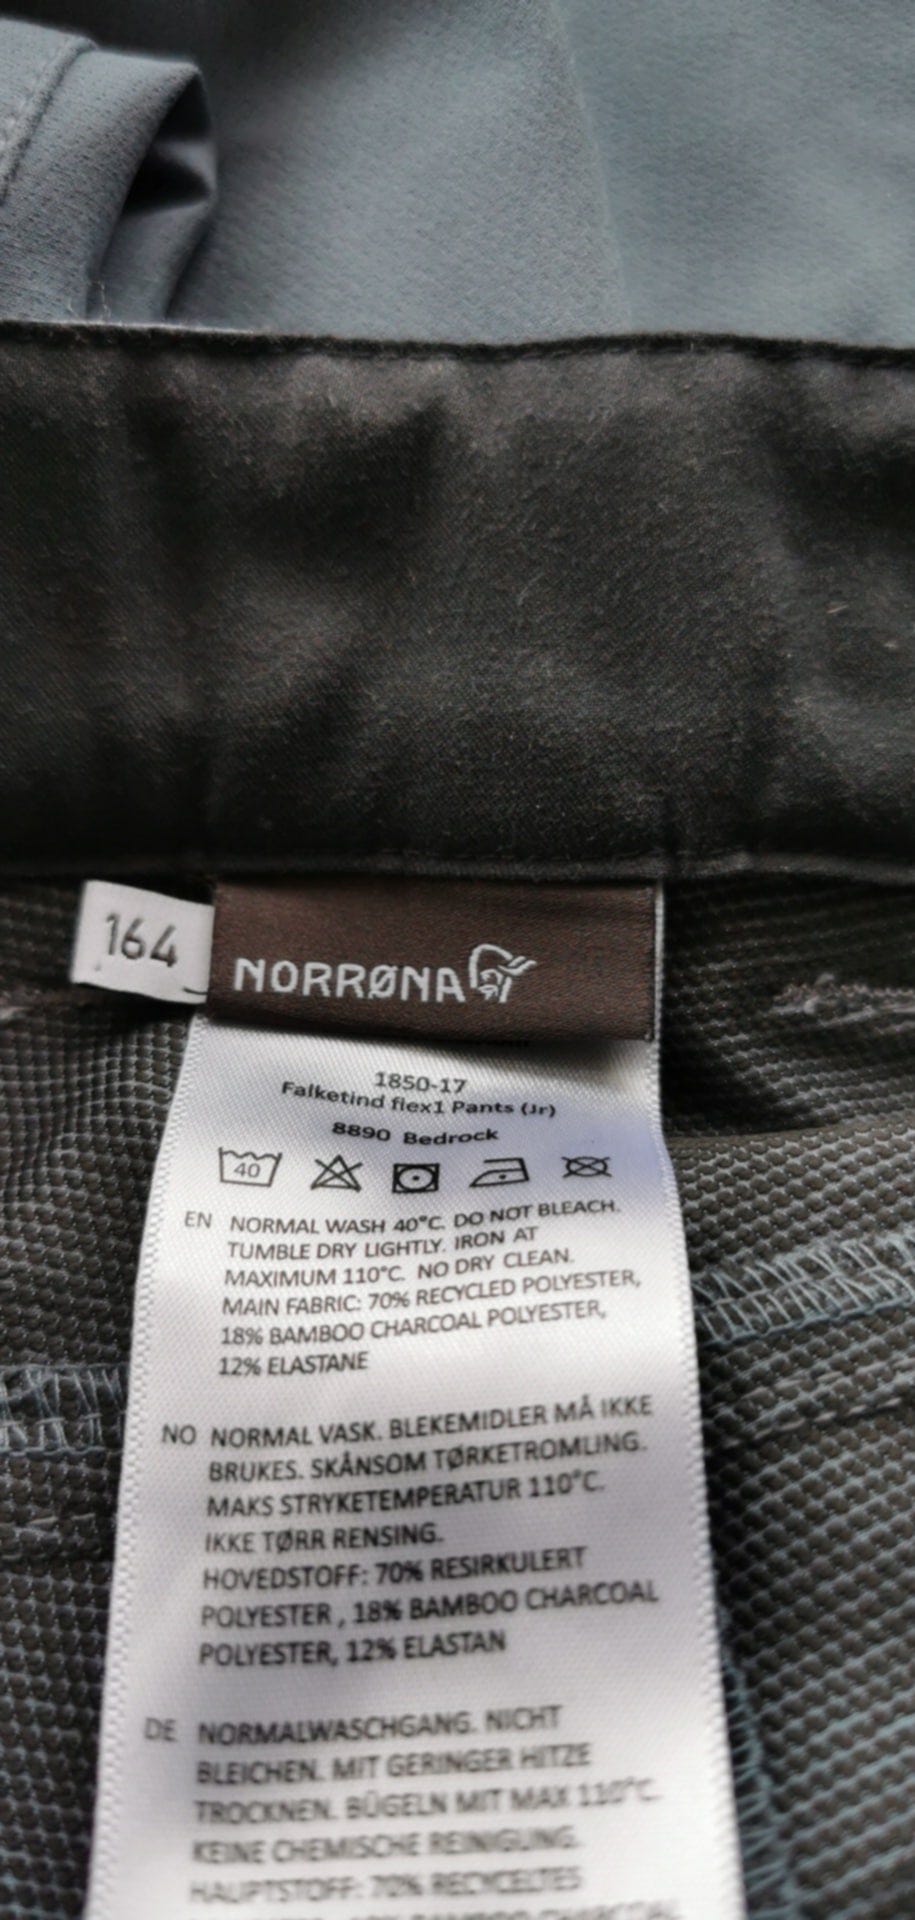 164
NORRØNA
1850-17
Falketind flex1 Pants (Jr)
8890 Bedrock
40
EN NORMAL WASH 40°C. DO NOT BLEACH.
TUMBLE DRY LIGHTLY. IRON AT
MAXIMUM 110°C. NO DRY CLEAN.
MAIN FABRIC: 70% RECYCLED POLYESTER,
18% BAMBOO CHARCOAL POLYESTER,
12% ELASTANE
NO NORMAL VASK. BLEKEMIDLER MÅ IKKE
BRUKES. SKÅNSOM TØRKETROMLING.
MAKS STRYKETEMPERATUR 110°C.
IKKE TØRR RENSING.
HOVEDSTOFF: 70% RESIRKULERT
POLYESTER , 18% BAMBOO CHARCOAL
POLYESTER, 12% ELASTAN
DE NORMALWASCHGANG. NICHT
BLEICHEN. MIT GERINGER HITZE
TROCKNEN. BÜGELN MIT MAX 110°C.
KEINE CHEMISCHE REINIGUNG.
HAUPTSTOFF: 70% RECYCELTES